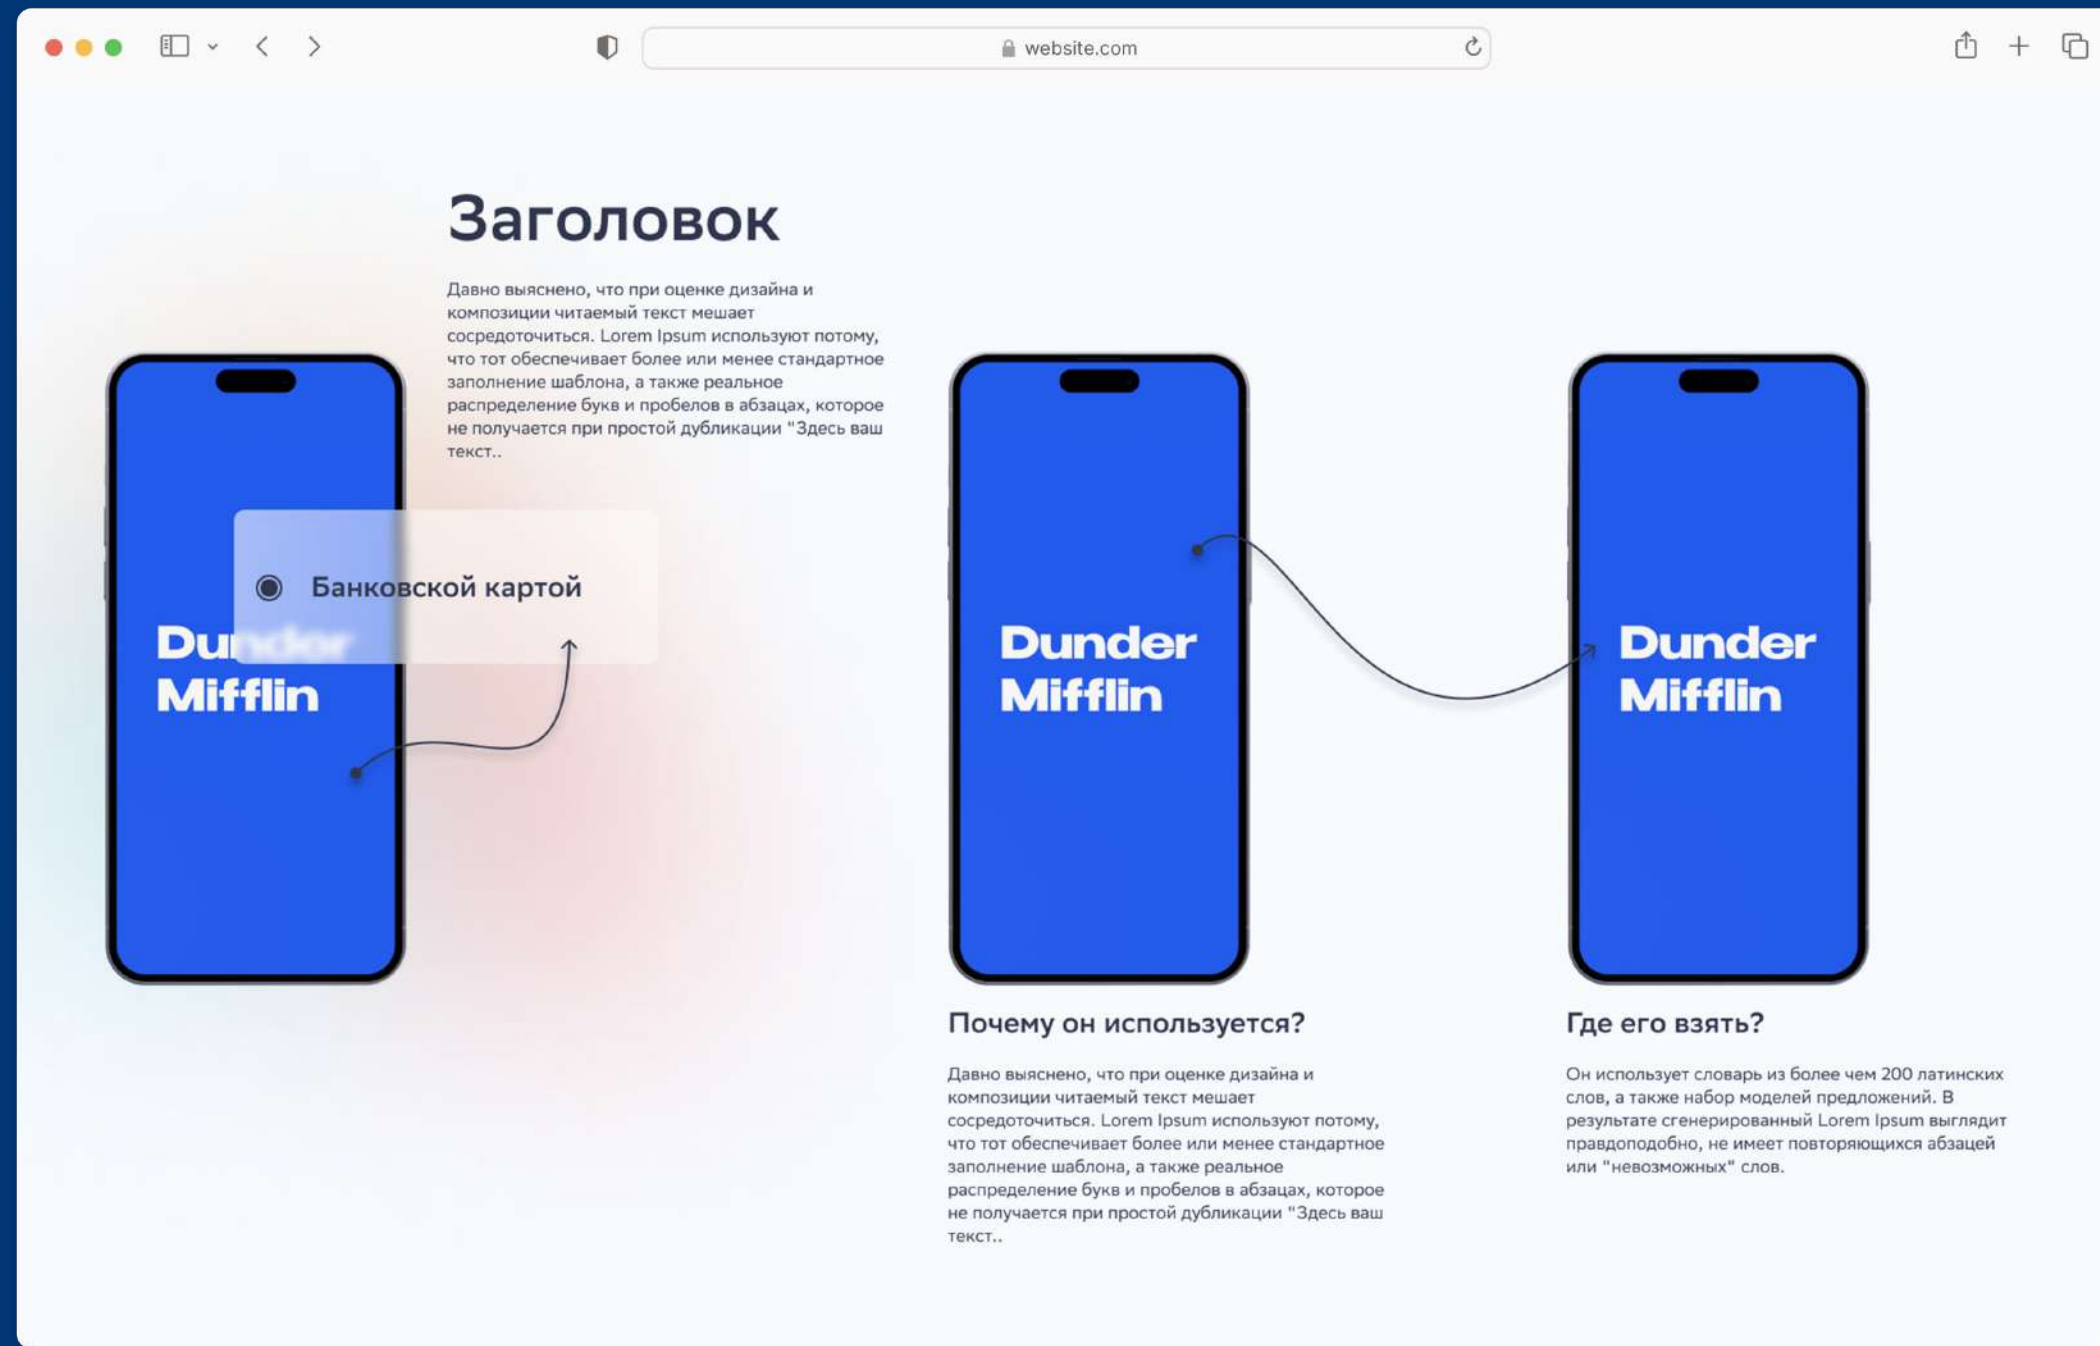 website.com
Заголовок
Давно выяснено, что при оценке дизайна и
композиции читаемый текст мешает
сосредоточиться. Lorem Ipsum используют потому,
что тот обеспечивает более или менее стандартное
заполнение шаблона, а также реальное
распределение букв и пробелов в абзацах, которое
не получается при простой дубликации "Здесь ваш
текст..
Банковской картой
Dunder
Mifflin
Dunder
Mifflin
Почему он используется?
Давно выяснено, что при оценке дизайна и
композиции читаемый текст мешает
сосредоточиться. Lorem Ipsum используют потому,
что тот обеспечивает более или менее стандартное
заполнение шаблона, а также реальное
распределение букв и пробелов в абзацах, которое
не получается при простой дубликации "Здесь ваш
текст..
Dunder
Mifflin
Где его взять?
Он использует словарь из более чем 200 латинских
слов, а также набор моделей предложений. В
результате сгенерированный Lorem Ipsum выглядит
правдоподобно, не имеет повторяющихся абзацей
или "невозможных" слов.